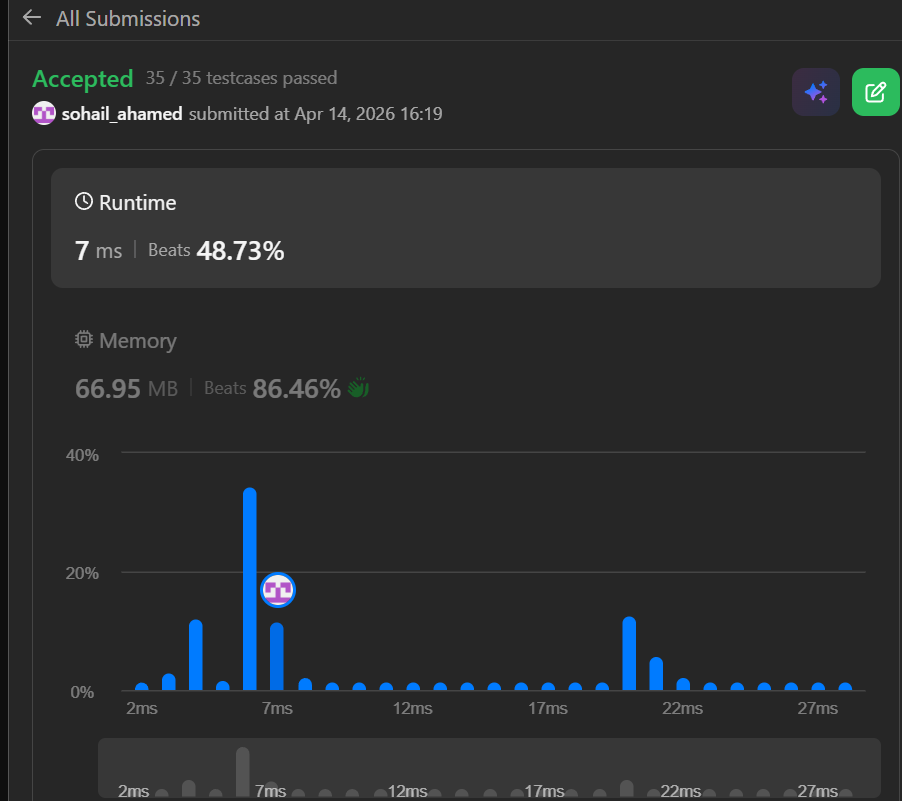 All Submissions
Accepted 35 / 35 testcases passed
sohail_ahamed submitted at Apr 14, 2026 16:19
Runtime
7 ms | Beats 48.73%
Memory
66.95 MB | Beats 86.46%
40%
20%
0%
2ms 7ms 12ms 17ms 22ms 27ms
2ms 7ms 12ms 17ms 22ms 27ms